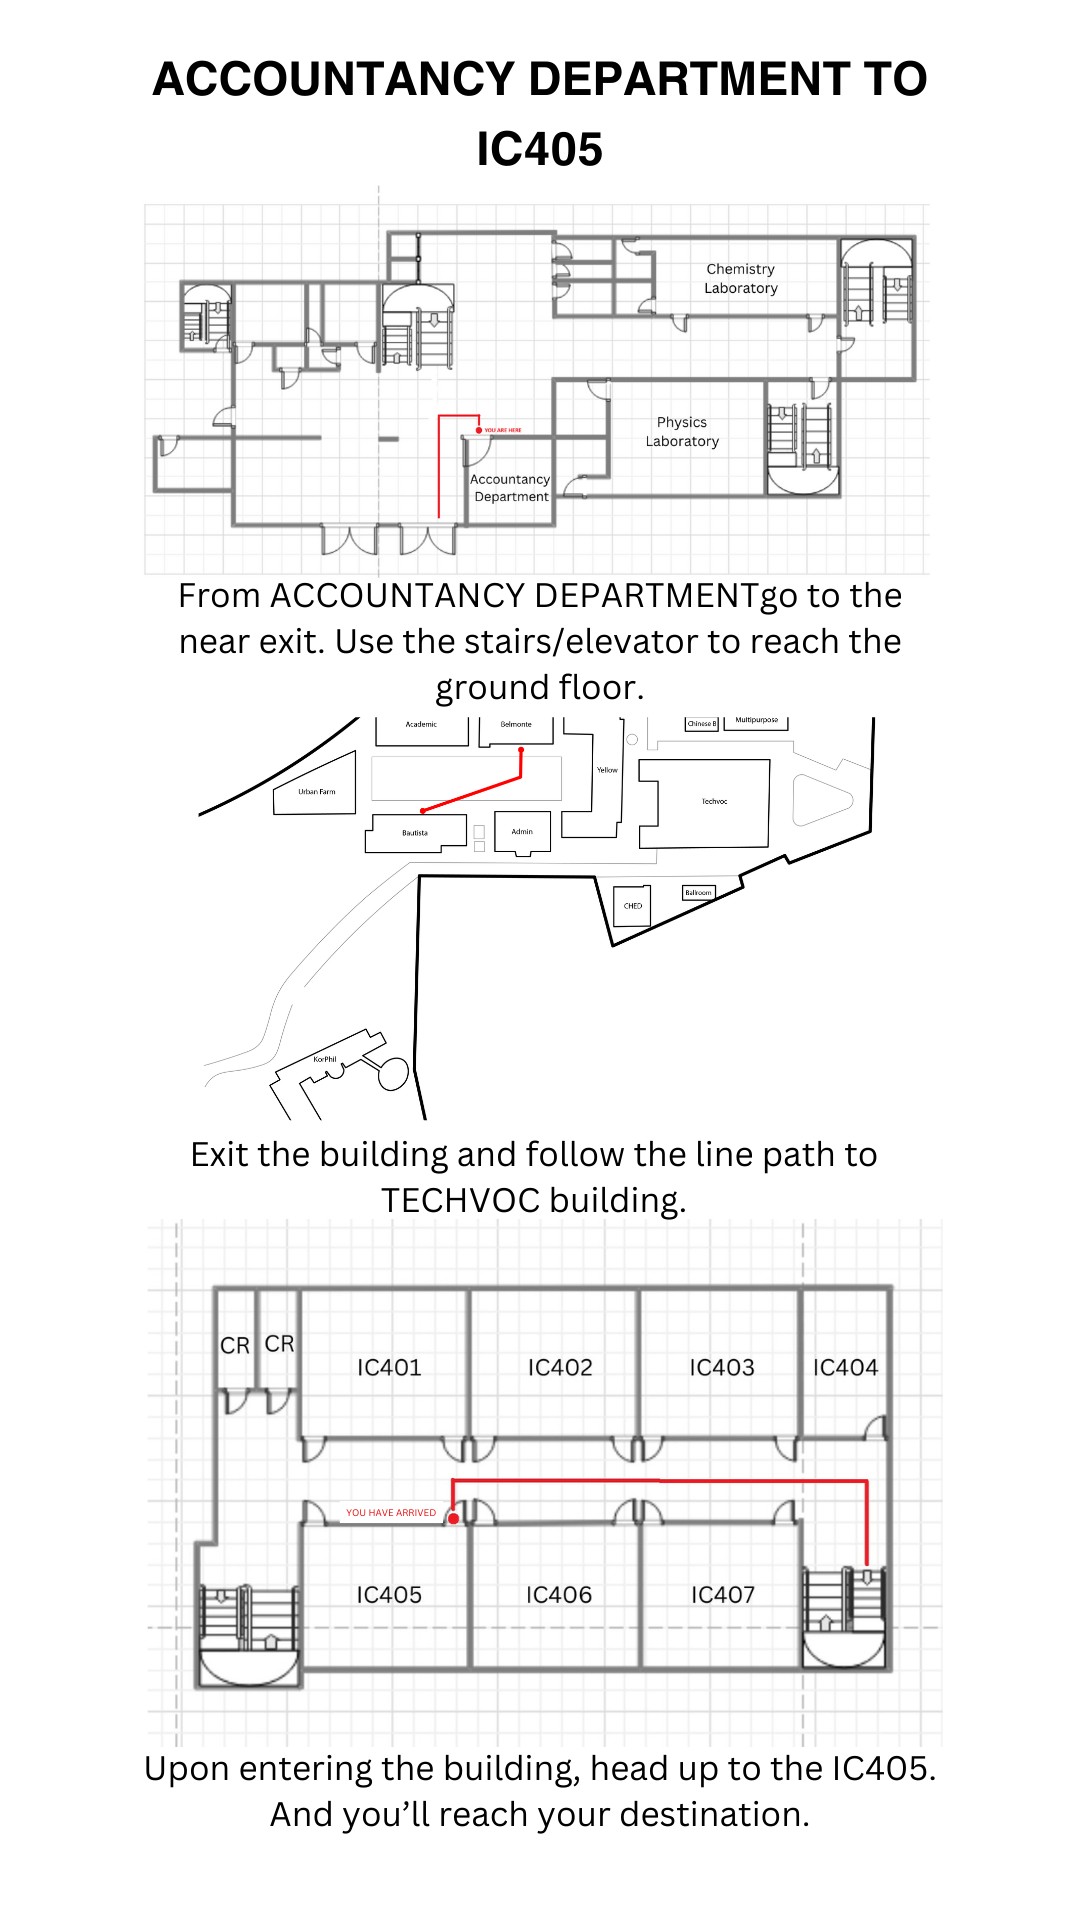 ACCOUNTANCY DEPARTMENT TO
IC405
Chemistry
Laboratory
Physics
Laboratory
YOU ARE HERE
Accountancy
Department
From ACCOUNTANCY DEPARTMENTgo to the
near exit. Use the stairs/elevator to reach the
ground floor.
Academic
Belmonte
Chinese B
Multipurpose
Yellow
Urban Farm
Techvoc
Bautista
Admin
CHED
Ballroom
KorPhil
Exit the building and follow the line path to
TECHVOC building.
CR
CR
IC401
IC402
IC403
IC404
YOU HAVE ARRIVED
IC405
IC406
IC407
Upon entering the building, head up to the IC405.
And you’ll reach your destination.